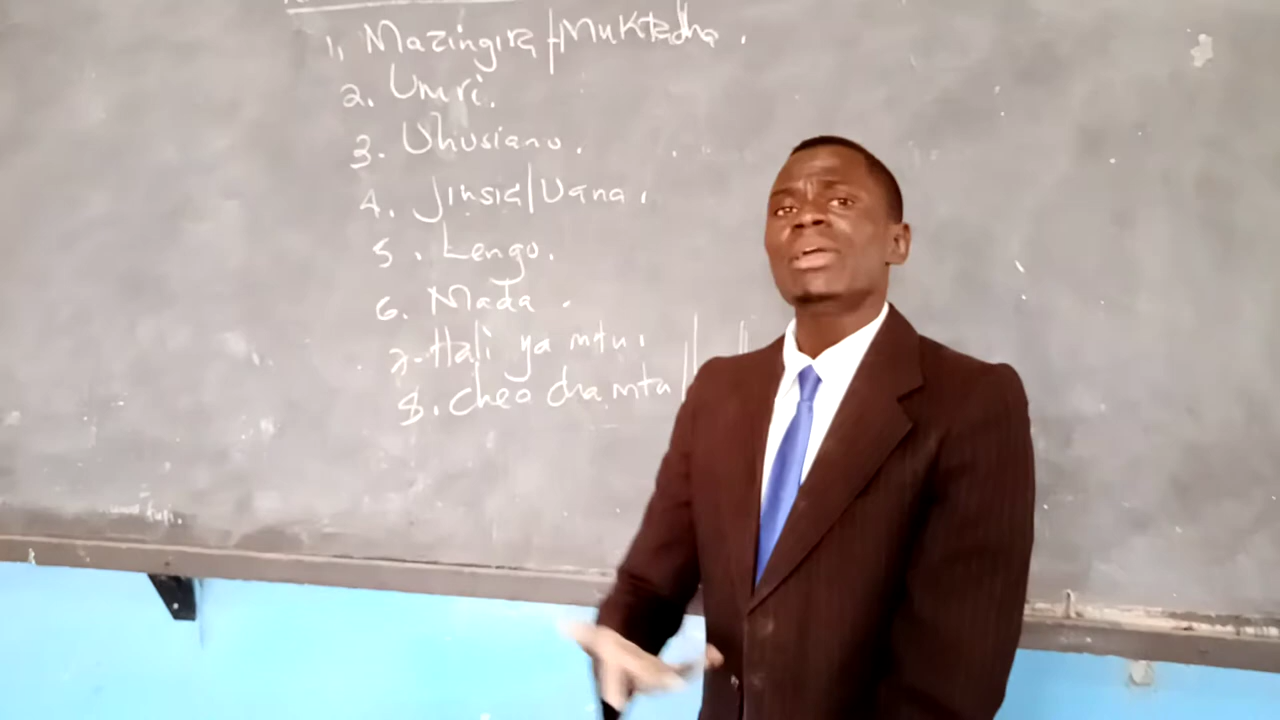 1, Mazingira/Muktadha.
2. Umri.
3. Uhusiano.
4. Jinsia/Uana.
5. Lengo.
6. Mada.
7. Hali ya mtu.
8. cheo cha mtu